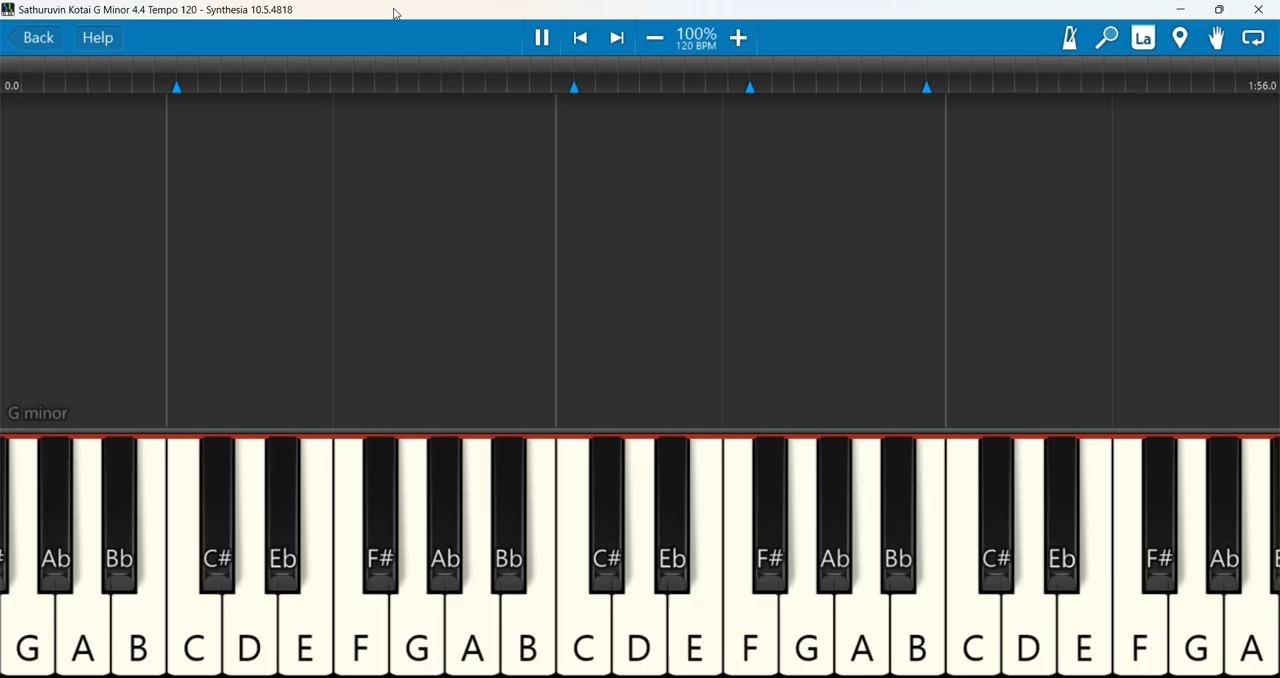 Sathuruvin Kotai G Minor 4.4 Tempo 120 - Synthesia 10.5.4818
Back Help 100% La
120 BPM
0.0 1:56.0
G minor
Ab Bb C# Eb F# Ab Bb C# Eb F# Ab Bb C# Eb F# Ab
G A B C D E F G A B C D E F G A B C D E F G A